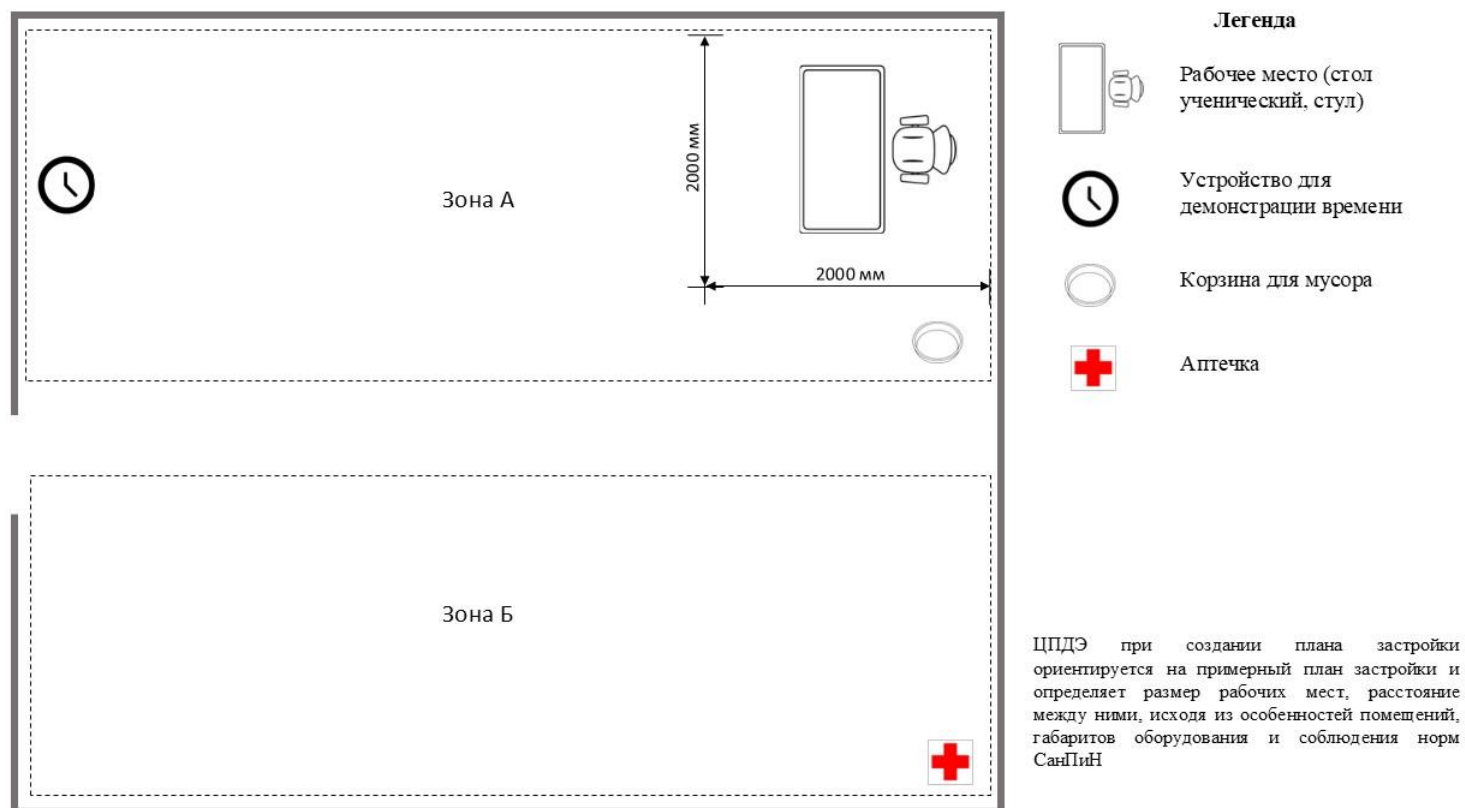 Легенда
Рабочее место (стол
ученический, стул)
Устройство для
демонстрации времени
Корзина для мусора
Аптечка
2000 мм
Зона А
2000 мм
Зона Б
ЦПДЭ при создании плана застройки
ориентируется на примерный план застройки и
определяет размер рабочих мест, расстояние
между ними, исходя из особенностей помещений,
габаритов оборудования и соблюдения норм
СанПиН